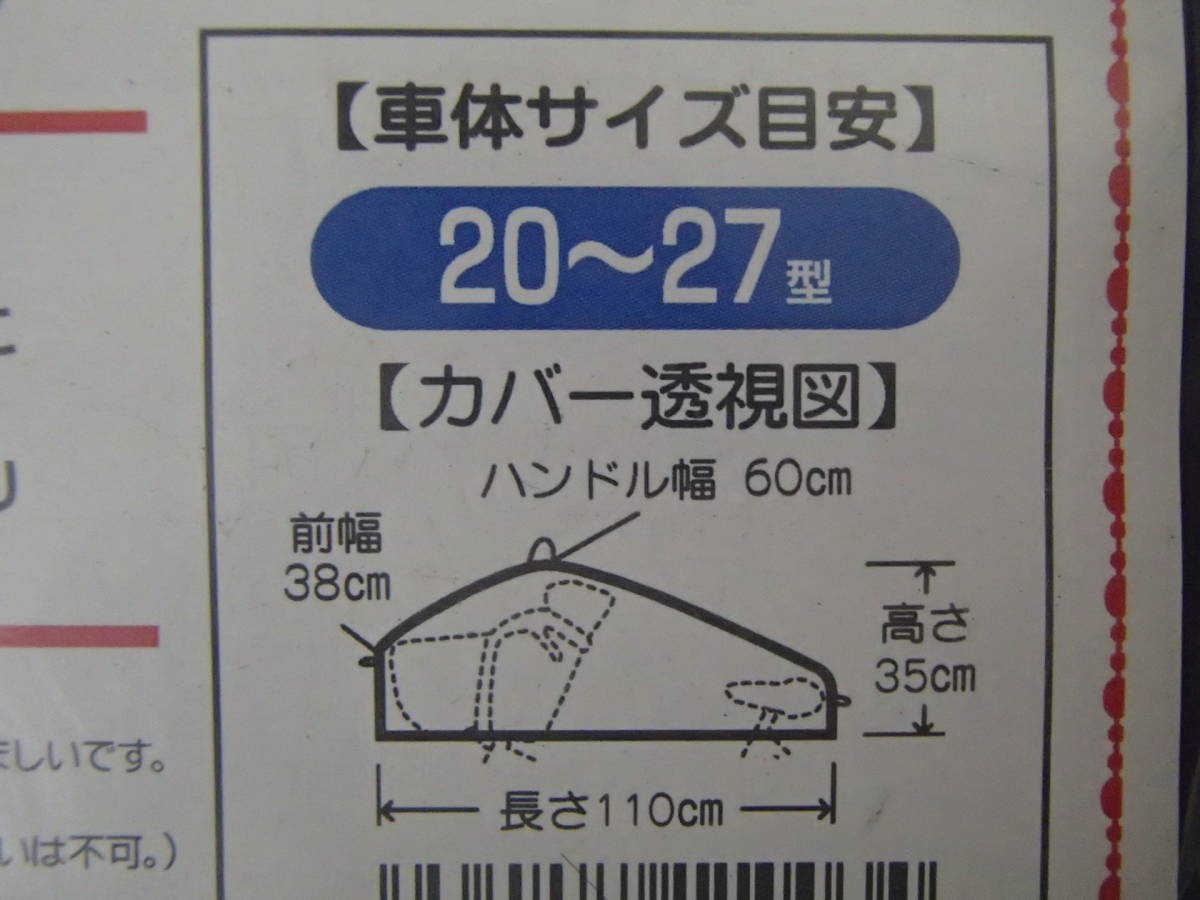 【車体サイズ目安】
20〜27型
【カバー透視図】
ハンドル幅 60cm
前幅
38cm
高さ
35cm
長さ110cm
しいです。
いは不可。)